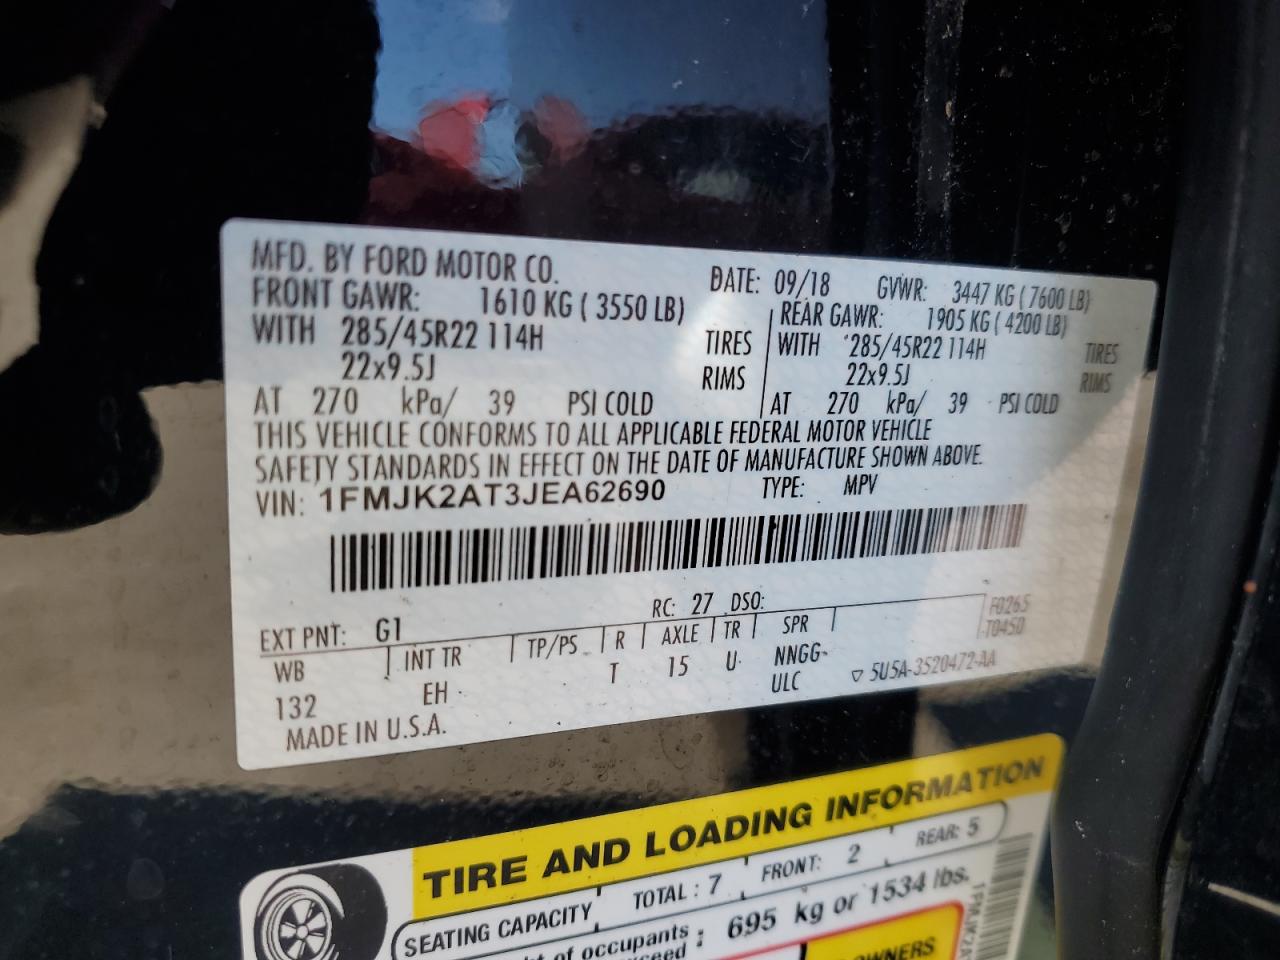 MFD. BY FORD MOTOR CO. DATE: 09/18 GVWR: 3447 KG ( 7600 LB)
FRONT GAWR: 1610 KG ( 3550 LB) REAR GAWR: 1905 KG ( 4200 LB)
WITH 285/45R22 114H TIRES WITH 285/45R22 114H TIRES
22x9.5J RIMS 22x9.5J RIMS
AT 270 kPa/ 39 PSI COLD AT 270 kPa/ 39 PSI COLD
THIS VEHICLE CONFORMS TO ALL APPLICABLE FEDERAL MOTOR VEHICLE
SAFETY STANDARDS IN EFFECT ON THE DATE OF MANUFACTURE SHOWN ABOVE.
VIN: 1FMJK2AT3JEA62690 TYPE: MPV
EXT PNT: G1 RC: 27 DSO: F0265
WB INT TR TP/PS R AXLE TR SPR T0450
132 EH T 15 U NNGG
ULC ▽ 5U5A-3520472-AA
MADE IN U.S.A.
TIRE AND LOADING INFORMATION
SEATING CAPACITY TOTAL : 7 FRONT: 2 REAR: 5
of occupants : 695 kg or 1534 lbs.
OWNERS